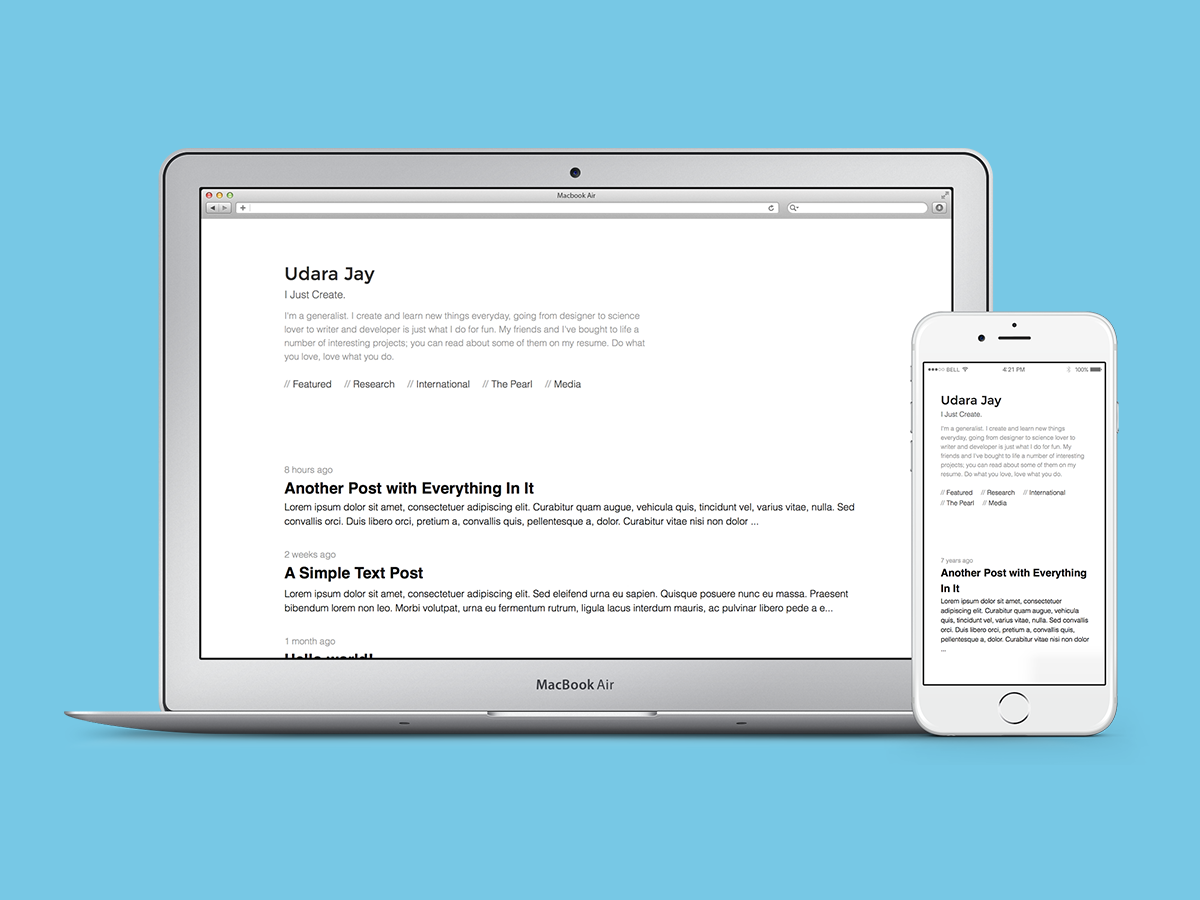 Macbook Air
Udara Jay
I Just Create.
I'm a generalist. I create and learn new things everyday, going from designer to science
lover to writer and developer is just what I do for fun. My friends and I've bought to life a
number of interesting projects; you can read about some of them on my resume. Do what
you love, love what you do.
// Featured // Research // International // The Pearl // Media
8 hours ago
Another Post with Everything In It
Lorem ipsum dolor sit amet, consectetuer adipiscing elit. Curabitur quam augue, vehicula quis, tincidunt vel, varius vitae, nulla. Sed
convallis orci. Duis libero orci, pretium a, convallis quis, pellentesque a, dolor. Curabitur vitae nisi non dolor ...
2 weeks ago
A Simple Text Post
Lorem ipsum dolor sit amet, consectetuer adipiscing elit. Sed eleifend urna eu sapien. Quisque posuere nunc eu massa. Praesent
bibendum lorem non leo. Morbi volutpat, urna eu fermentum rutrum, ligula lacus interdum mauris, ac pulvinar libero pede a e...
1 month ago
Hello world!
MacBook Air
BELL 4:21 PM 100%
Udara Jay
I Just Create.
I'm a generalist. I create and learn new things
everyday, going from designer to science lover to
writer and developer is just what I do for fun. My
friends and I've bought to life a number of interesting
projects; you can read about some of them on my
resume. Do what you love, love what you do.
// Featured // Research // International
// The Pearl // Media
7 years ago
Another Post with Everything
In It
Lorem ipsum dolor sit amet, consectetuer
adipiscing elit. Curabitur quam augue, vehicula
quis, tincidunt vel, varius vitae, nulla. Sed convallis
orci. Duis libero orci, pretium a, convallis quis,
pellentesque a, dolor. Curabitur vitae nisi non dolor
...